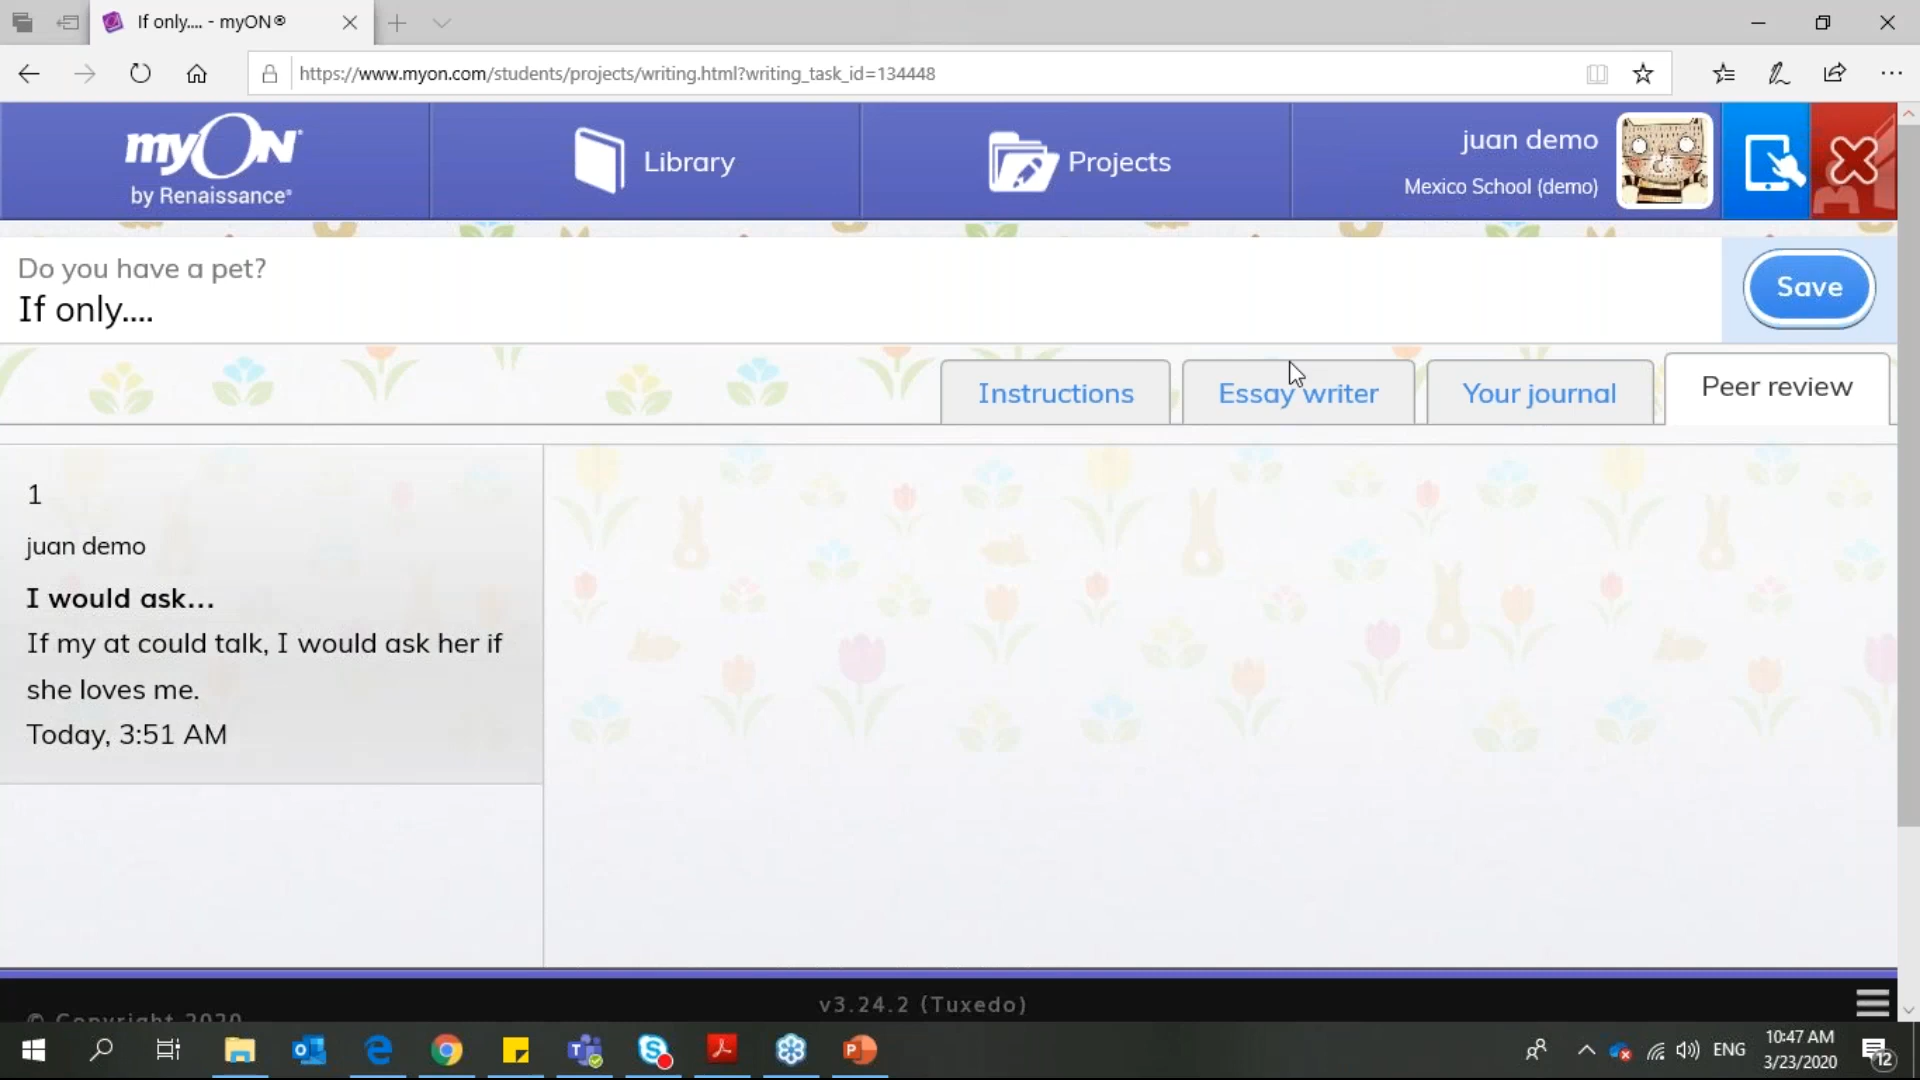 If only.... - myON®
https://www.myon.com/students/projects/writing.html?writing_task_id=134448
myON®
by Renaissance®
Library
Projects
juan demo
Mexico School (demo)
Do you have a pet?
If only....
Save
Instructions
Essay writer
Your journal
Peer review
1
juan demo
I would ask...
If my at could talk, I would ask her if
she loves me.
Today, 3:51 AM
v3.24.2 (Tuxedo)
© Copyright 2020
ENG
10:47 AM
3/23/2020
12